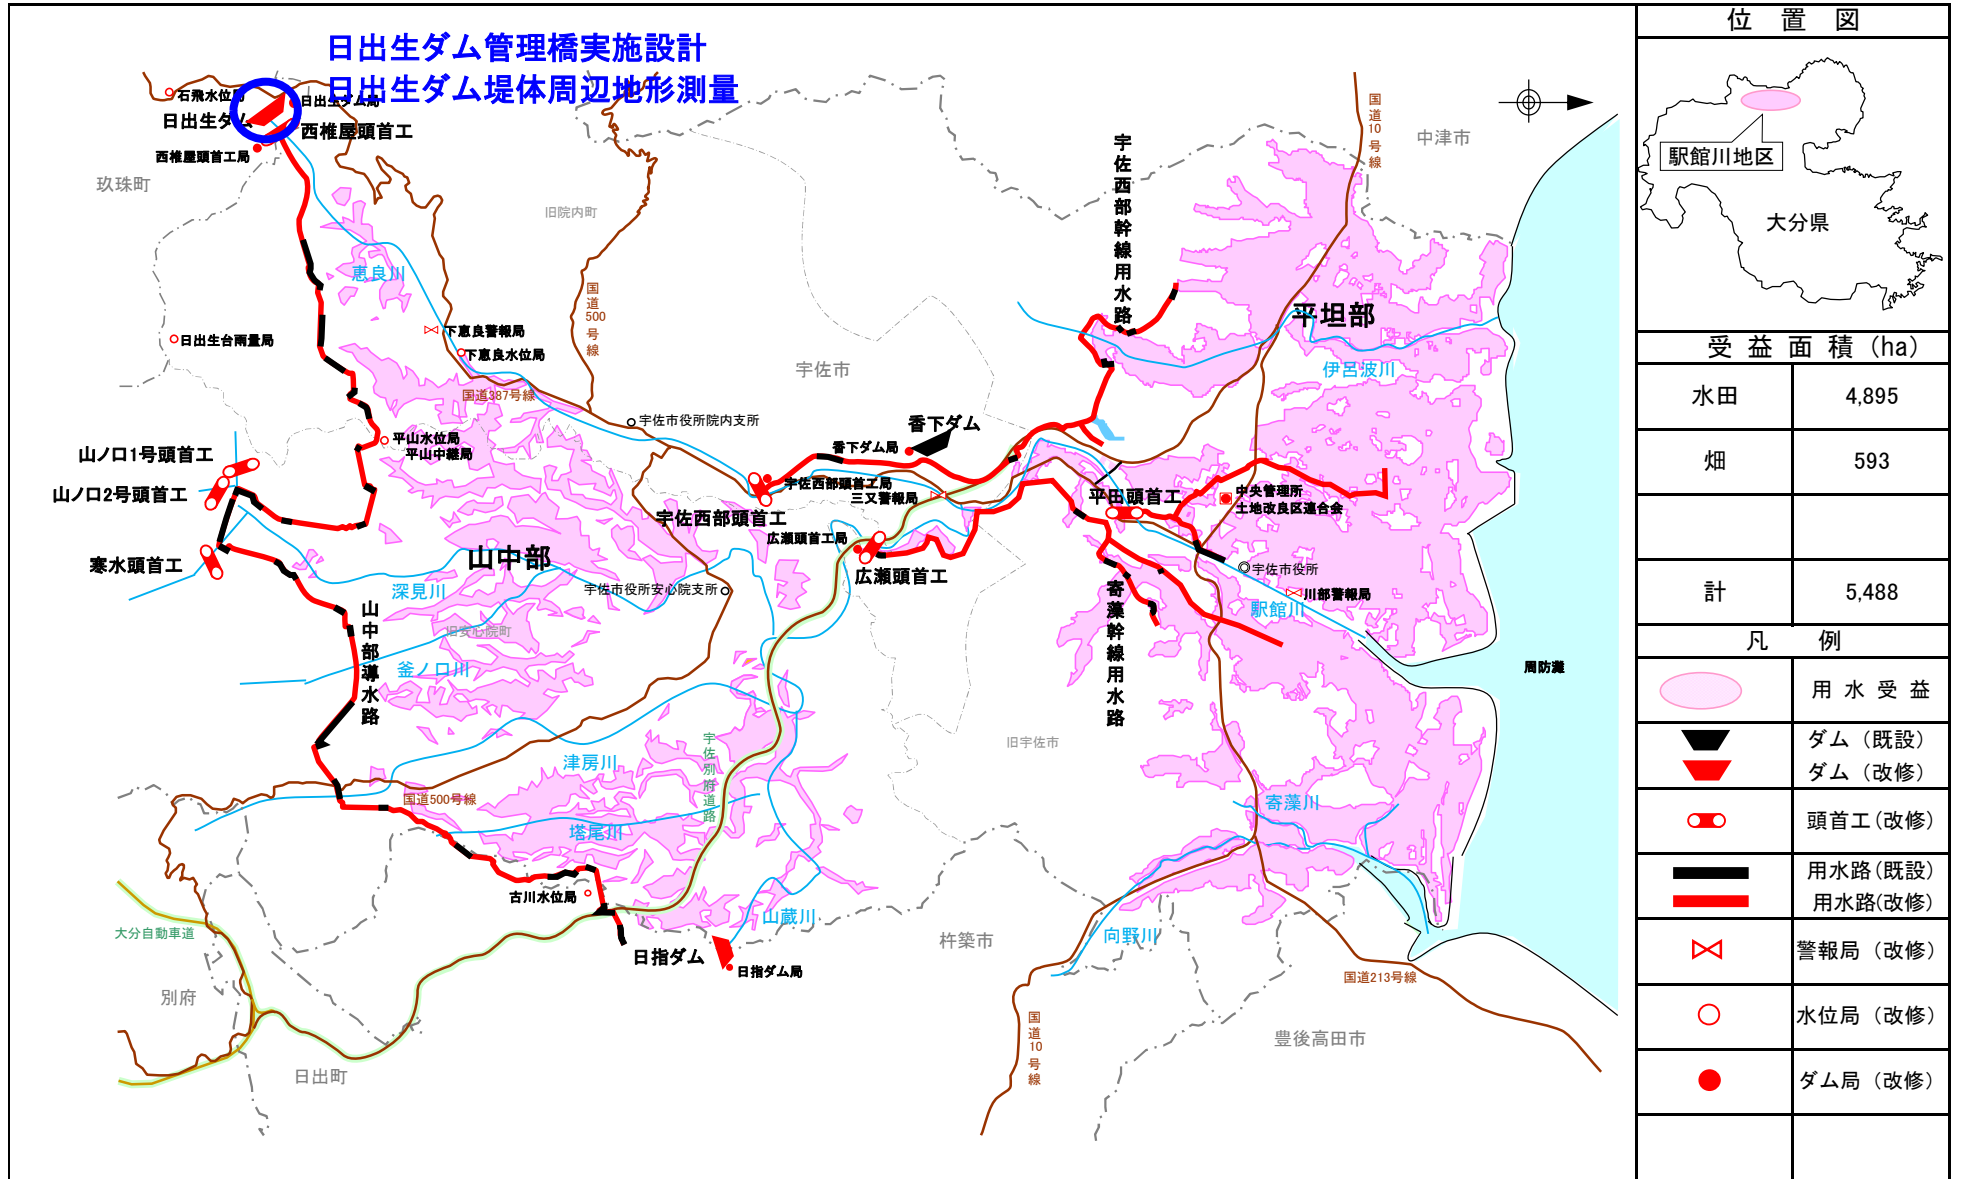 日出生ダム管理橋実施設計
日出生ダム堤体周辺地形測量
石飛水位局
日出生ダム局
日出生ダム
西椎屋頭首工
西椎屋頭首工局
玖珠町
旧院内町
恵良川
国道500号線
下恵良警報局
下恵良水位局
日出生台雨量局
国道387号線
宇佐市
宇佐市役所院内支所
平山水位局
平山中継局
山ノ口1号頭首工
山ノ口2号頭首工
寒水頭首工
香下ダム
香下ダム局
宇佐西部頭首工局
三又警報局
宇佐西部頭首工
広瀬頭首工局
広瀬頭首工
山中部
深見川
宇佐市役所安心院支所
旧安心院町
釜ノ口川
山中部導水路
津房川
国道500号線
塔尾川
宇佐別府道路
古川水位局
山蔵川
日指ダム
日指ダム局
大分自動車道
別府
日出町
杵築市
宇佐西部幹線用水路
国道10号線
中津市
平坦部
伊呂波川
平田頭首工
中央管理所
土地改良区連合会
宇佐市役所
川部警報局
駅館川
寄藻幹線用水路
旧宇佐市
周防灘
寄藻川
向野川
国道213号線
国道10号線
豊後高田市
位置図
駅館川地区
大分県
受益面積(ha)
水田 4,895
畑 593
計 5,488
凡例
用水受益
ダム(既設)
ダム(改修)
頭首工(改修)
用水路(既設)
用水路(改修)
警報局(改修)
水位局(改修)
ダム局(改修)